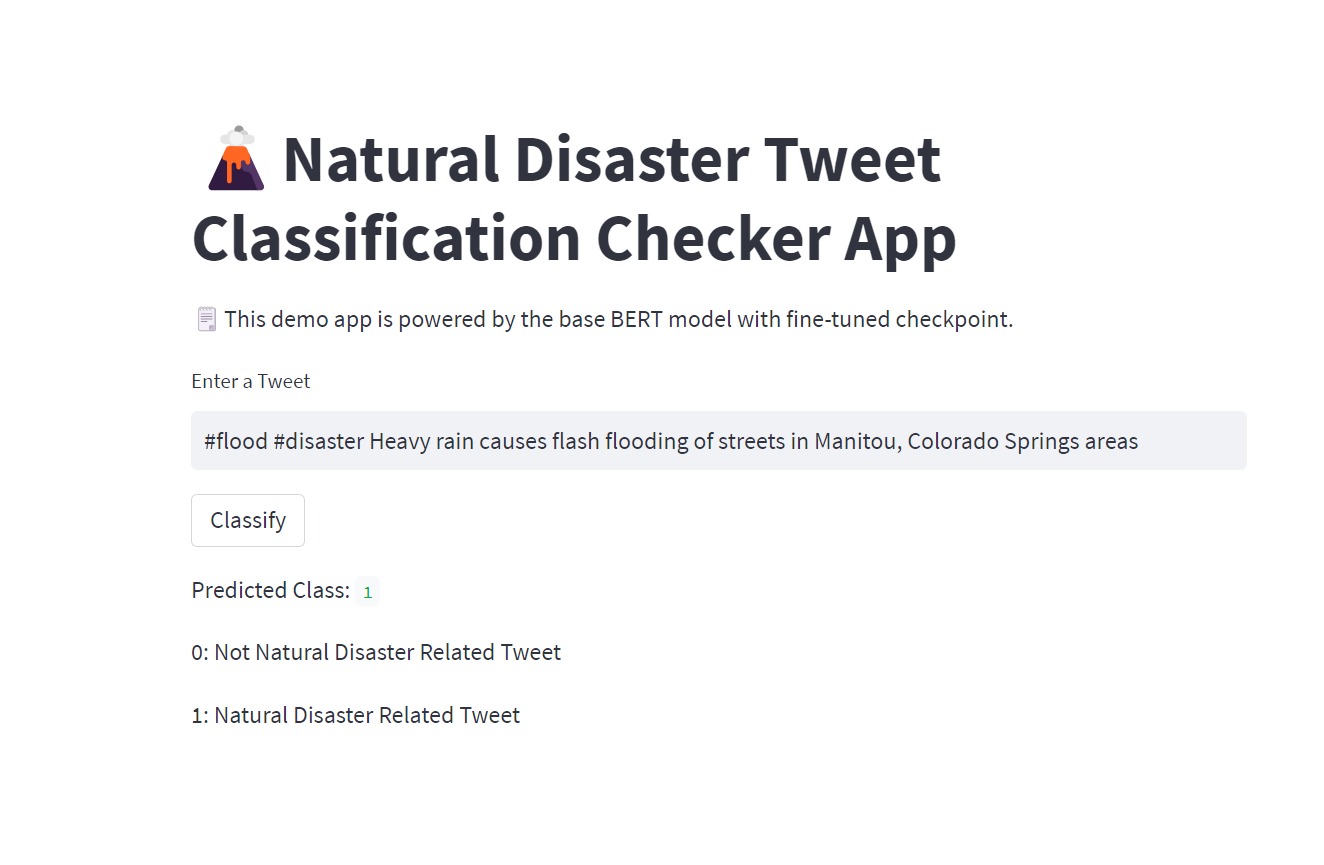 Natural Disaster Tweet
Classification Checker App
This demo app is powered by the base BERT model with fine-tuned checkpoint.
Enter a Tweet
#flood #disaster Heavy rain causes flash flooding of streets in Manitou, Colorado Springs areas
Classify
Predicted Class: 1
0: Not Natural Disaster Related Tweet
1: Natural Disaster Related Tweet